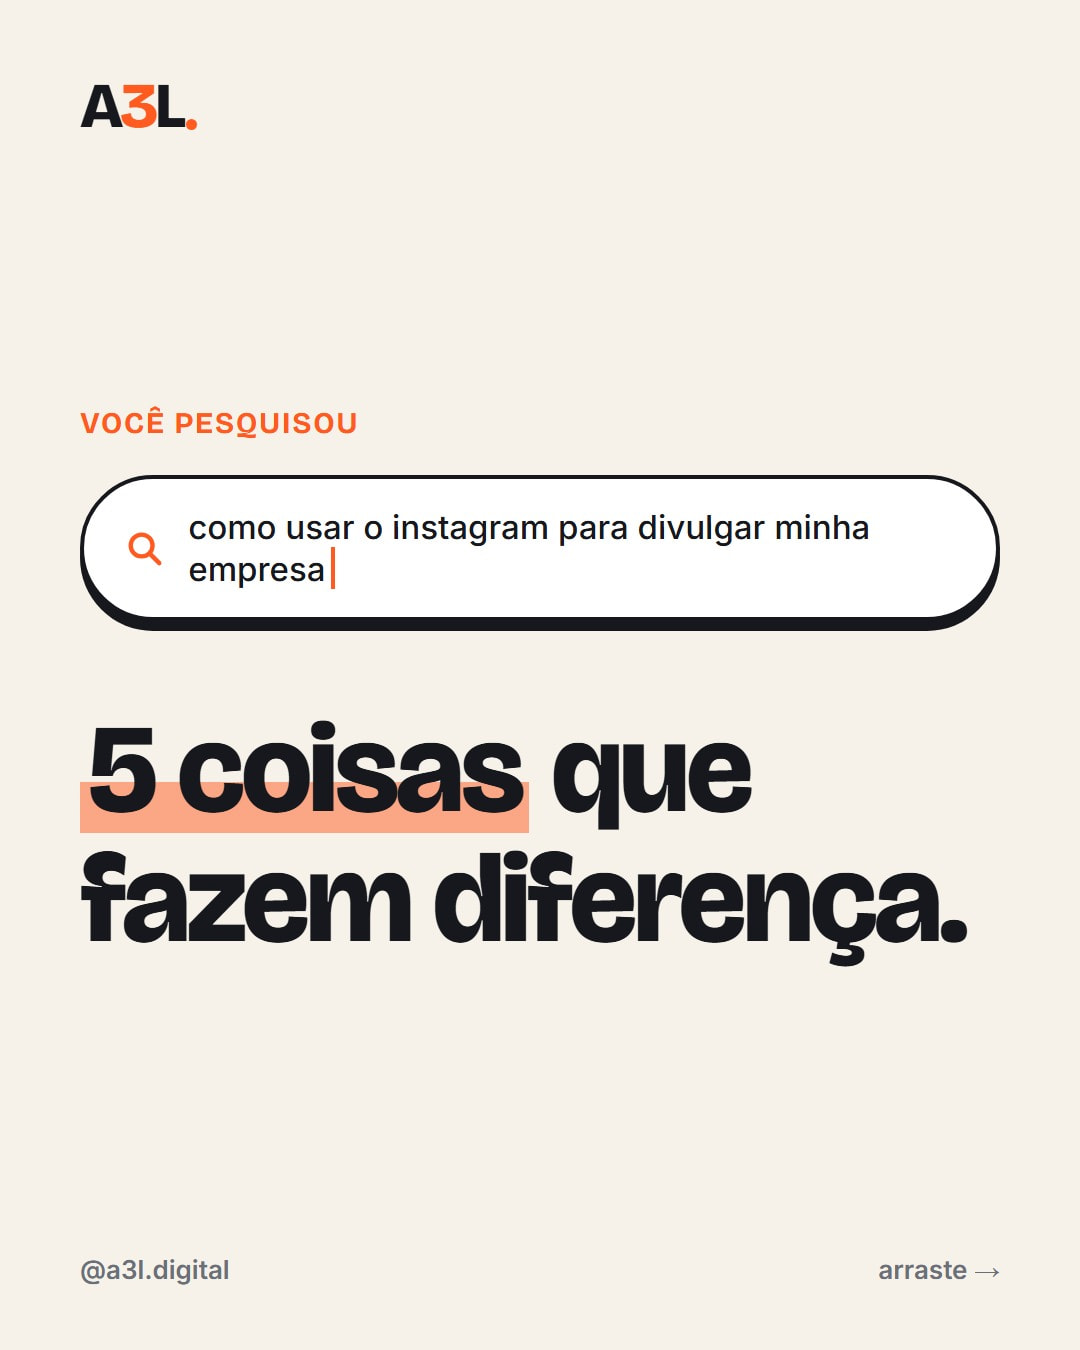 A3L.
VOCÊ PESQUISOU
como usar o instagram para divulgar minha
empresa
5 coisas que
fazem diferença.
@a3l.digital
arraste →